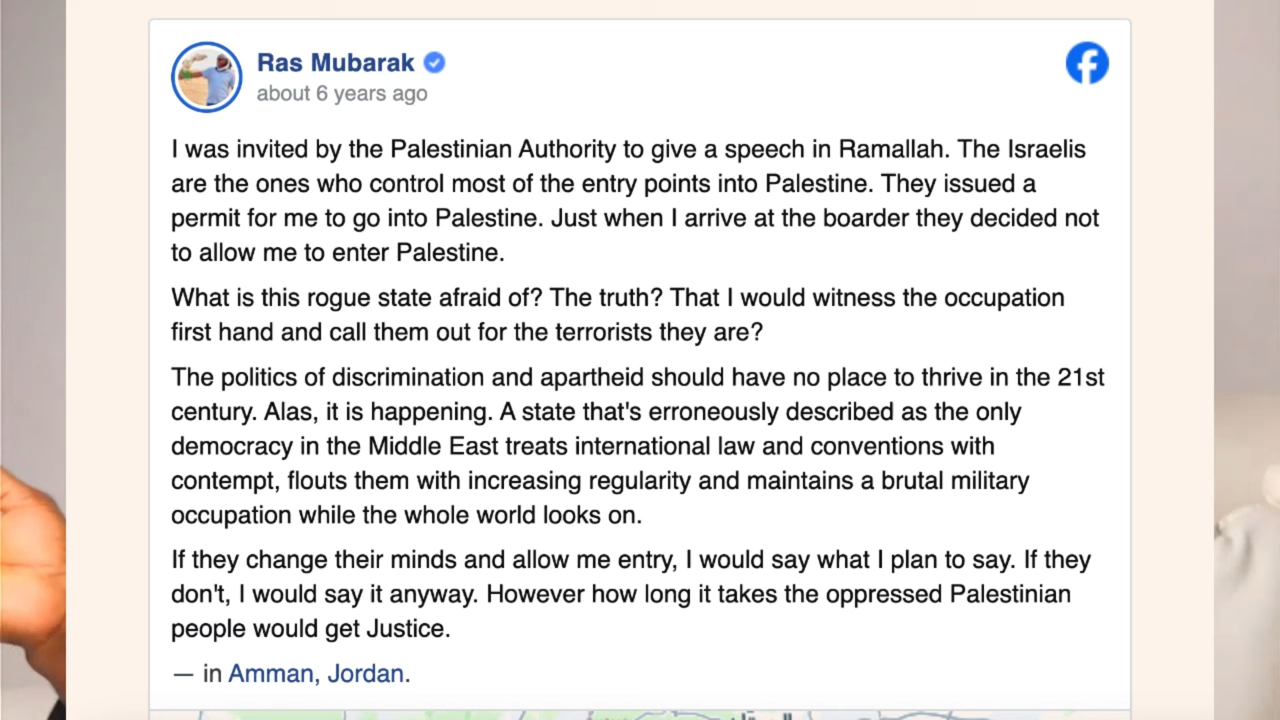 Ras Mubarak
about 6 years ago
I was invited by the Palestinian Authority to give a speech in Ramallah. The Israelis
are the ones who control most of the entry points into Palestine. They issued a
permit for me to go into Palestine. Just when I arrive at the boarder they decided not
to allow me to enter Palestine.
What is this rogue state afraid of? The truth? That I would witness the occupation
first hand and call them out for the terrorists they are?
The politics of discrimination and apartheid should have no place to thrive in the 21st
century. Alas, it is happening. A state that's erroneously described as the only
democracy in the Middle East treats international law and conventions with
contempt, flouts them with increasing regularity and maintains a brutal military
occupation while the whole world looks on.
If they change their minds and allow me entry, I would say what I plan to say. If they
don't, I would say it anyway. However how long it takes the oppressed Palestinian
people would get Justice.
— in Amman, Jordan.